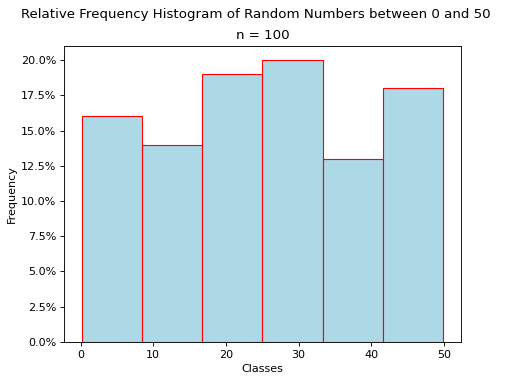 Relative Frequency Histogram of Random Numbers between 0 and 50
n = 100
20.0%
17.5%
15.0%
12.5%
10.0%
7.5%
5.0%
2.5%
0.0%
Frequency
0 10 20 30 40 50
Classes